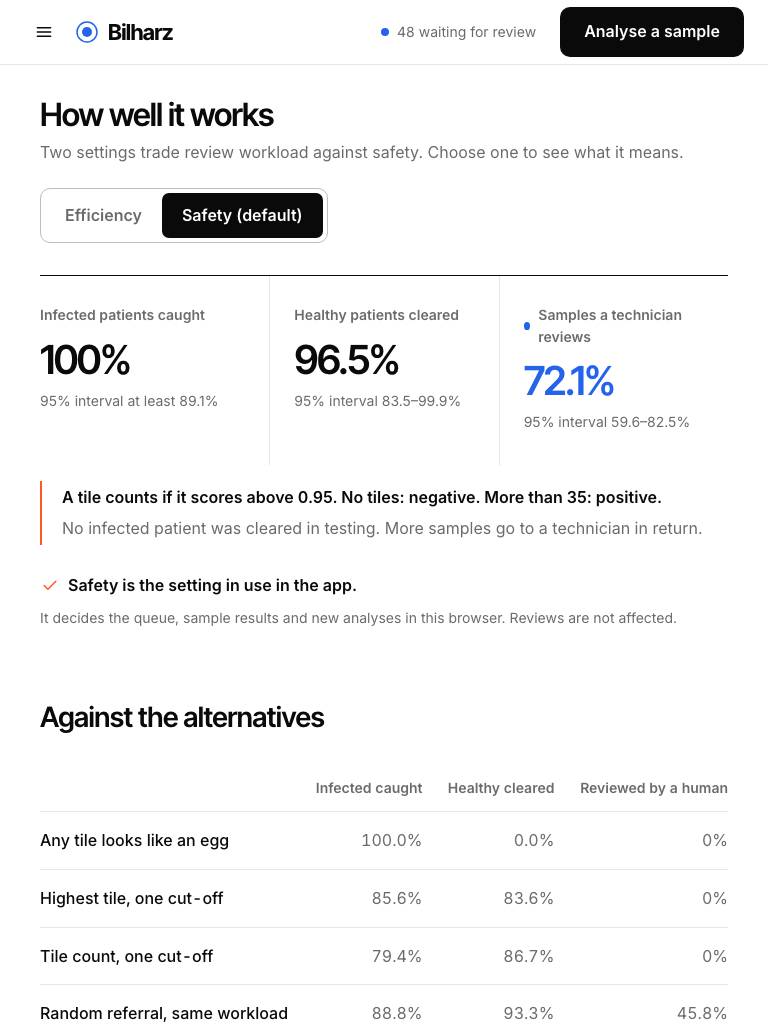 Bilharz
48 waiting for review
Analyse a sample
How well it works
Two settings trade review workload against safety. Choose one to see what it means.
Efficiency
Safety (default)
Infected patients caught
100%
95% interval at least 89.1%
Healthy patients cleared
96.5%
95% interval 83.5–99.9%
Samples a technician
reviews
72.1%
95% interval 59.6–82.5%
A tile counts if it scores above 0.95. No tiles: negative. More than 35: positive.
No infected patient was cleared in testing. More samples go to a technician in return.
Safety is the setting in use in the app.
It decides the queue, sample results and new analyses in this browser. Reviews are not affected.
Against the alternatives
Infected caught Healthy cleared Reviewed by a human
Any tile looks like an egg 100.0% 0.0% 0%
Highest tile, one cut-off 85.6% 83.6% 0%
Tile count, one cut-off 79.4% 86.7% 0%
Random referral, same workload 88.8% 93.3% 45.8%